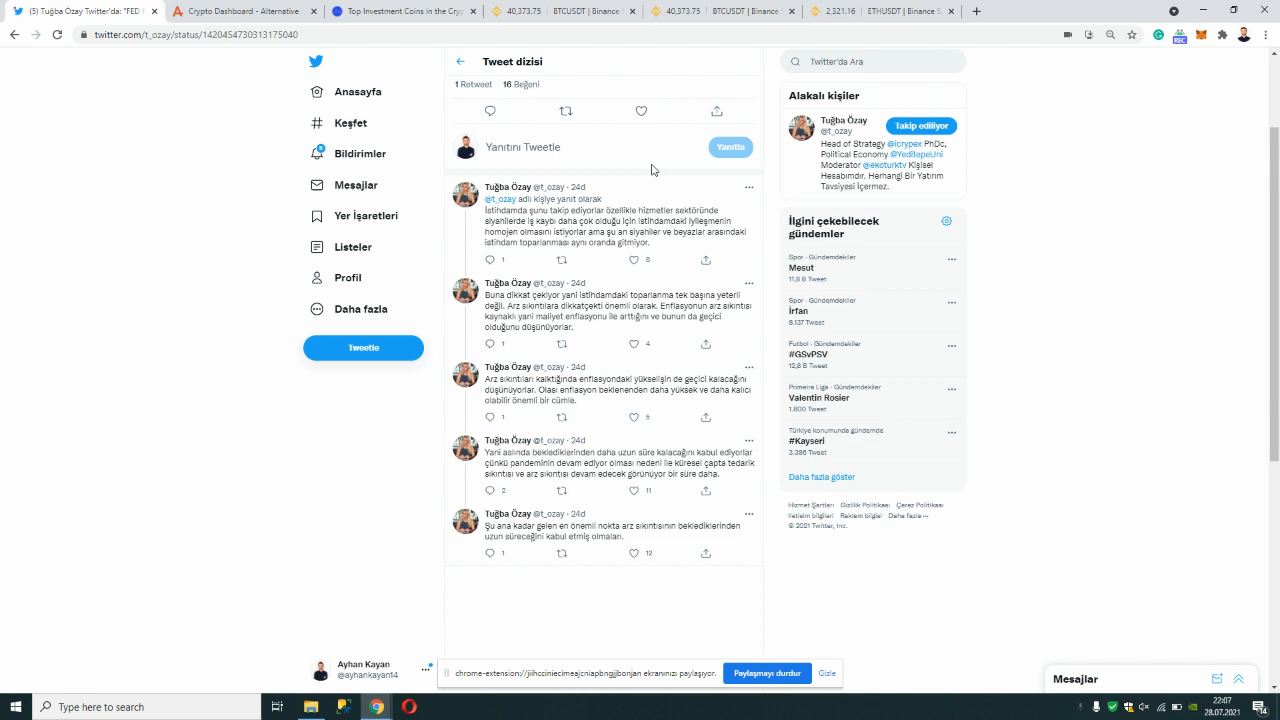 (5) Tuğba Özay Twitter'da: "FED f
Crypto Dashboard - Alternative
Top Investment Coins in the Cry
40,373.75 | BTCUSDT | Binance
40,373.75 | BTCUSDT | Binance
2,321.16 | ETHUSDT | Binance S
twitter.com/t_ozay/status/1420454730313175040
REC
Anasayfa
Keşfet
Bildirimler
Mesajlar
Yer İşaretleri
Listeler
Profil
Daha fazla
Tweetle
Ayhan Kayan
@ayhankayan14
Tweet dizisi
1 Retweet 16 Beğeni
Yanıtını Tweetle
Yanıtla
Tuğba Özay @t_ozay · 24d
@t_ozay adlı kişiye yanıt olarak
İstihdamda şunu takip ediyorlar özellikle hizmetler sektöründe
siyahilerde iş kaybı daha çok olduğu için istihdamdaki iyileşmenin
homojen olmasını istiyorlar ama şu an siyahiler ve beyazlar arasındaki
istihdam toparlanması aynı oranda gitmiyor.
1 6
Tuğba Özay @t_ozay · 24d
Buna dikkat çekiyor yani istihdamdaki toparlanma tek başına yeterli
değil. Arz sıkıntılara dikkatçekti önemli olarak. Enflasyonun arz sıkıntısı
kaynaklı yani maliyet enflasyonu ile arttığını ve bunun da geçici
olduğunu düşünüyorlar.
1 4
Tuğba Özay @t_ozay · 24d
Arz sıkıntıları kalktığında enflasyondaki yükselişin de geçici kalacağını
düşünüyorlar. Olası enflasyon beklenenden daha yüksek ve daha kalıcı
olabilir önemli bir cümle.
1 5
Tuğba Özay @t_ozay · 24d
Yani aslında beklediklerinden daha uzun süre kalacağını kabul ediyorlar
çünkü pandeminin devam ediyor olması nedeni ile küresel çapta tedarik
sıkıntısı ve arz sıkıntısı devam edecek görünüyor bir süre daha.
2 11
Tuğba Özay @t_ozay · 24d
Şu ana kadar gelen en önemli nokta arz sıkıntısının beklediklerinden
uzun süreceğini kabul etmiş olmaları.
1 12
Twitter'da Ara
Alakalı kişiler
Tuğba Özay
@t_ozay
Takip ediliyor
Head of Strategy @icrypex PhDc,
Political Economy @YeditepeUni
Moderator @ekoturktv Kişisel
Hesabımdır. Herhangi Bir Yatırım
Tavsiyesi İçermez.
İlgini çekebilecek
gündemler
Spor · Gündemdekiler
Mesut
11,8 B Tweet
Spor · Gündemdekiler
İrfan
8.137 Tweet
Futbol · Gündemdekiler
#GSvPSV
12,8 B Tweet
Primeira Liga · Gündemdekiler
Valentin Rosier
1.800 Tweet
Türkiye konumunda gündemde
#Kayseri
3.386 Tweet
Daha fazla göster
Hizmet Şartları Gizlilik Politikası Çerez Politikası
İletişim bilgileri Reklam bilgisi Daha fazla ···
© 2021 Twitter, Inc.
chrome-extension://jiihcciniecimeajcniapbngjjbonjan ekranınızı paylaşıyor.
Paylaşmayı durdur
Gizle
Mesajlar
Type here to search
22:07
28.07.2021